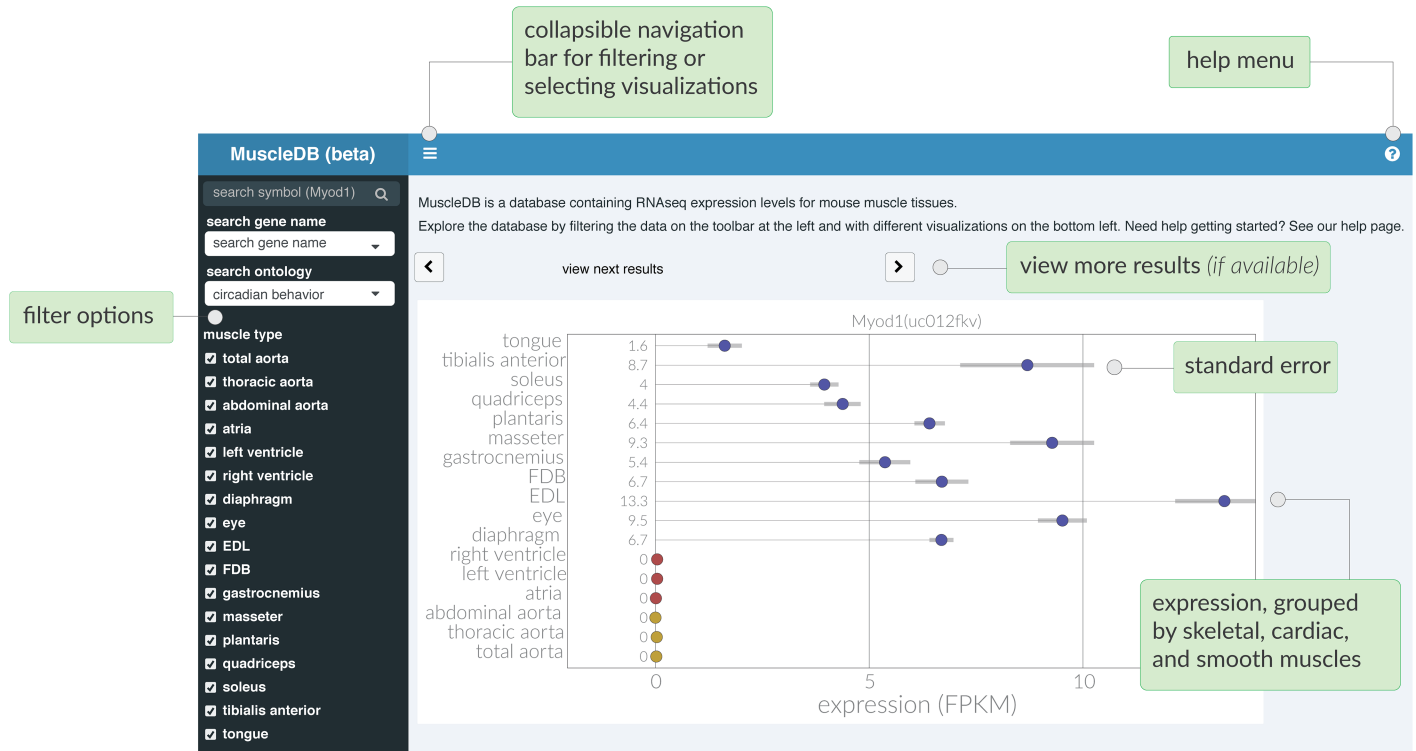 collapsible navigation
bar for filtering or
selecting visualizations
help menu
MuscleDB (beta)
search symbol (Myod1)
search gene name
search gene name
search ontology
circadian behavior
filter options
muscle type
total aorta
thoracic aorta
abdominal aorta
atria
left ventricle
right ventricle
diaphragm
eye
EDL
FDB
gastrocnemius
masseter
plantaris
quadriceps
soleus
tibialis anterior
tongue
MuscleDB is a database containing RNAseq expression levels for mouse muscle tissues.
Explore the database by filtering the data on the toolbar at the left and with different visualizations on the bottom left. Need help getting started? See our help page.
view next results
view more results (if available)
Myod1(uc012fkv)
tongue 1.6
tibialis anterior 8.7
soleus 4
quadriceps 4.4
plantaris 6.4
masseter 9.3
gastrocnemius 5.4
FDB 6.7
EDL 13.3
eye 9.5
diaphragm 6.7
right ventricle 0
left ventricle 0
atria 0
abdominal aorta 0
thoracic aorta 0
total aorta 0
0 5 10
expression (FPKM)
standard error
expression, grouped
by skeletal, cardiac,
and smooth muscles